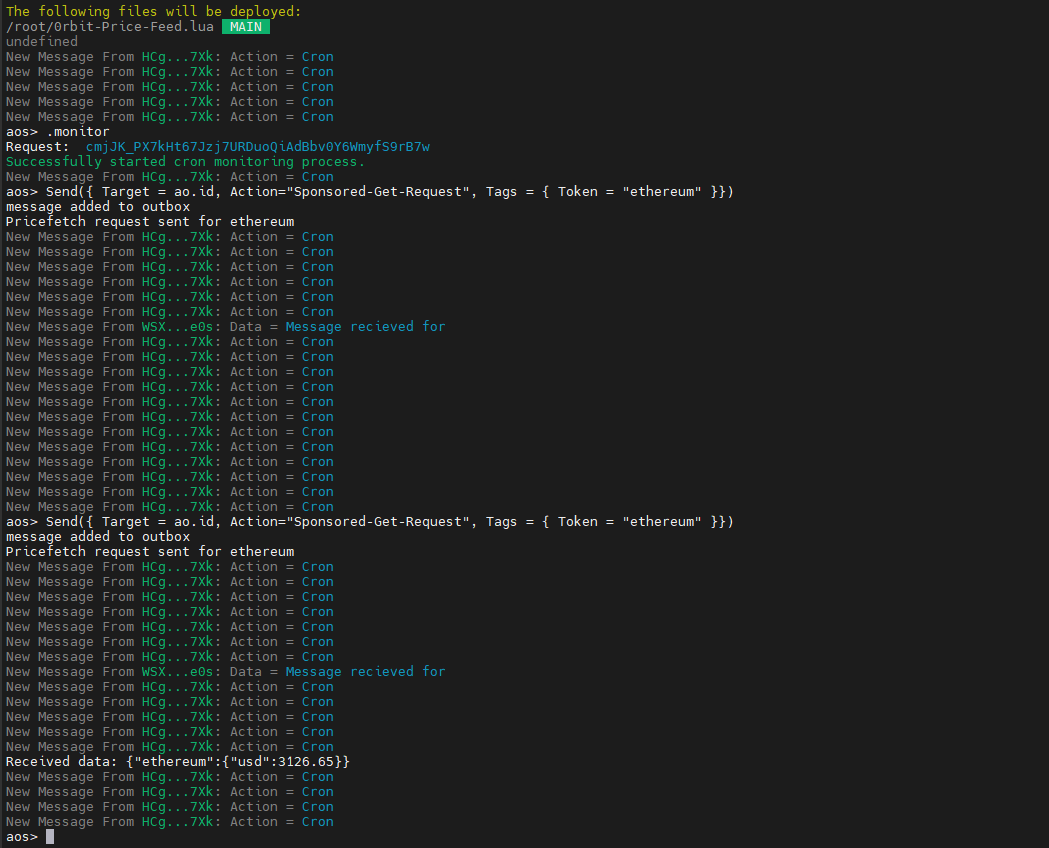 The following files will be deployed:
/root/0rbit-Price-Feed.lua MAIN
undefined
New Message From HCg...7Xk: Action = Cron
New Message From HCg...7Xk: Action = Cron
New Message From HCg...7Xk: Action = Cron
New Message From HCg...7Xk: Action = Cron
New Message From HCg...7Xk: Action = Cron
aos> .monitor
Request:  cmjJK_PX7kHt67Jzj7URDuoQiAdBbv0Y6WmyfS9rB7w
Successfully started cron monitoring process.
New Message From HCg...7Xk: Action = Cron
aos> Send({ Target = ao.id, Action="Sponsored-Get-Request", Tags = { Token = "ethereum" }})
message added to outbox
Pricefetch request sent for ethereum
New Message From HCg...7Xk: Action = Cron
New Message From HCg...7Xk: Action = Cron
New Message From HCg...7Xk: Action = Cron
New Message From HCg...7Xk: Action = Cron
New Message From HCg...7Xk: Action = Cron
New Message From HCg...7Xk: Action = Cron
New Message From WSX...e0s: Data = Message recieved for
New Message From HCg...7Xk: Action = Cron
New Message From HCg...7Xk: Action = Cron
New Message From HCg...7Xk: Action = Cron
New Message From HCg...7Xk: Action = Cron
New Message From HCg...7Xk: Action = Cron
New Message From HCg...7Xk: Action = Cron
New Message From HCg...7Xk: Action = Cron
New Message From HCg...7Xk: Action = Cron
New Message From HCg...7Xk: Action = Cron
New Message From HCg...7Xk: Action = Cron
New Message From HCg...7Xk: Action = Cron
New Message From HCg...7Xk: Action = Cron
aos> Send({ Target = ao.id, Action="Sponsored-Get-Request", Tags = { Token = "ethereum" }})
message added to outbox
Pricefetch request sent for ethereum
New Message From HCg...7Xk: Action = Cron
New Message From HCg...7Xk: Action = Cron
New Message From HCg...7Xk: Action = Cron
New Message From HCg...7Xk: Action = Cron
New Message From HCg...7Xk: Action = Cron
New Message From HCg...7Xk: Action = Cron
New Message From HCg...7Xk: Action = Cron
New Message From WSX...e0s: Data = Message recieved for
New Message From HCg...7Xk: Action = Cron
New Message From HCg...7Xk: Action = Cron
New Message From HCg...7Xk: Action = Cron
New Message From HCg...7Xk: Action = Cron
New Message From HCg...7Xk: Action = Cron
Received data: {"ethereum":{"usd":3126.65}}
New Message From HCg...7Xk: Action = Cron
New Message From HCg...7Xk: Action = Cron
New Message From HCg...7Xk: Action = Cron
New Message From HCg...7Xk: Action = Cron
aos>